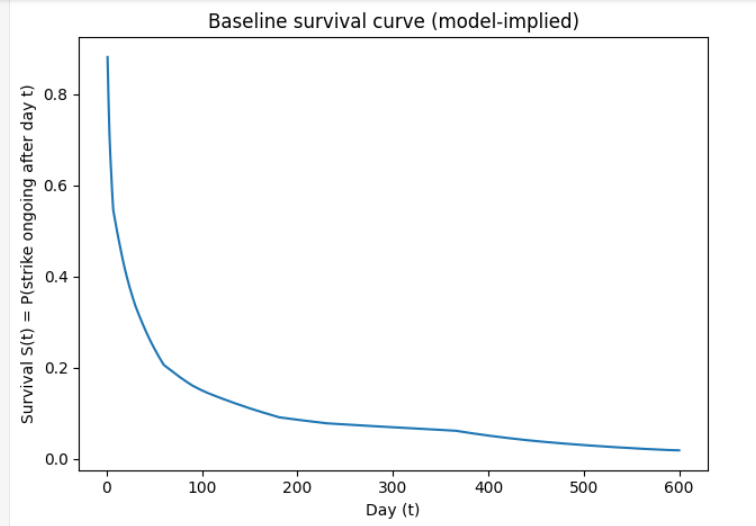 Baseline survival curve (model-implied)
Survival S(t) = P(strike ongoing after day t)
0.8
0.6
0.4
0.2
0.0
0 100 200 300 400 500 600
Day (t)